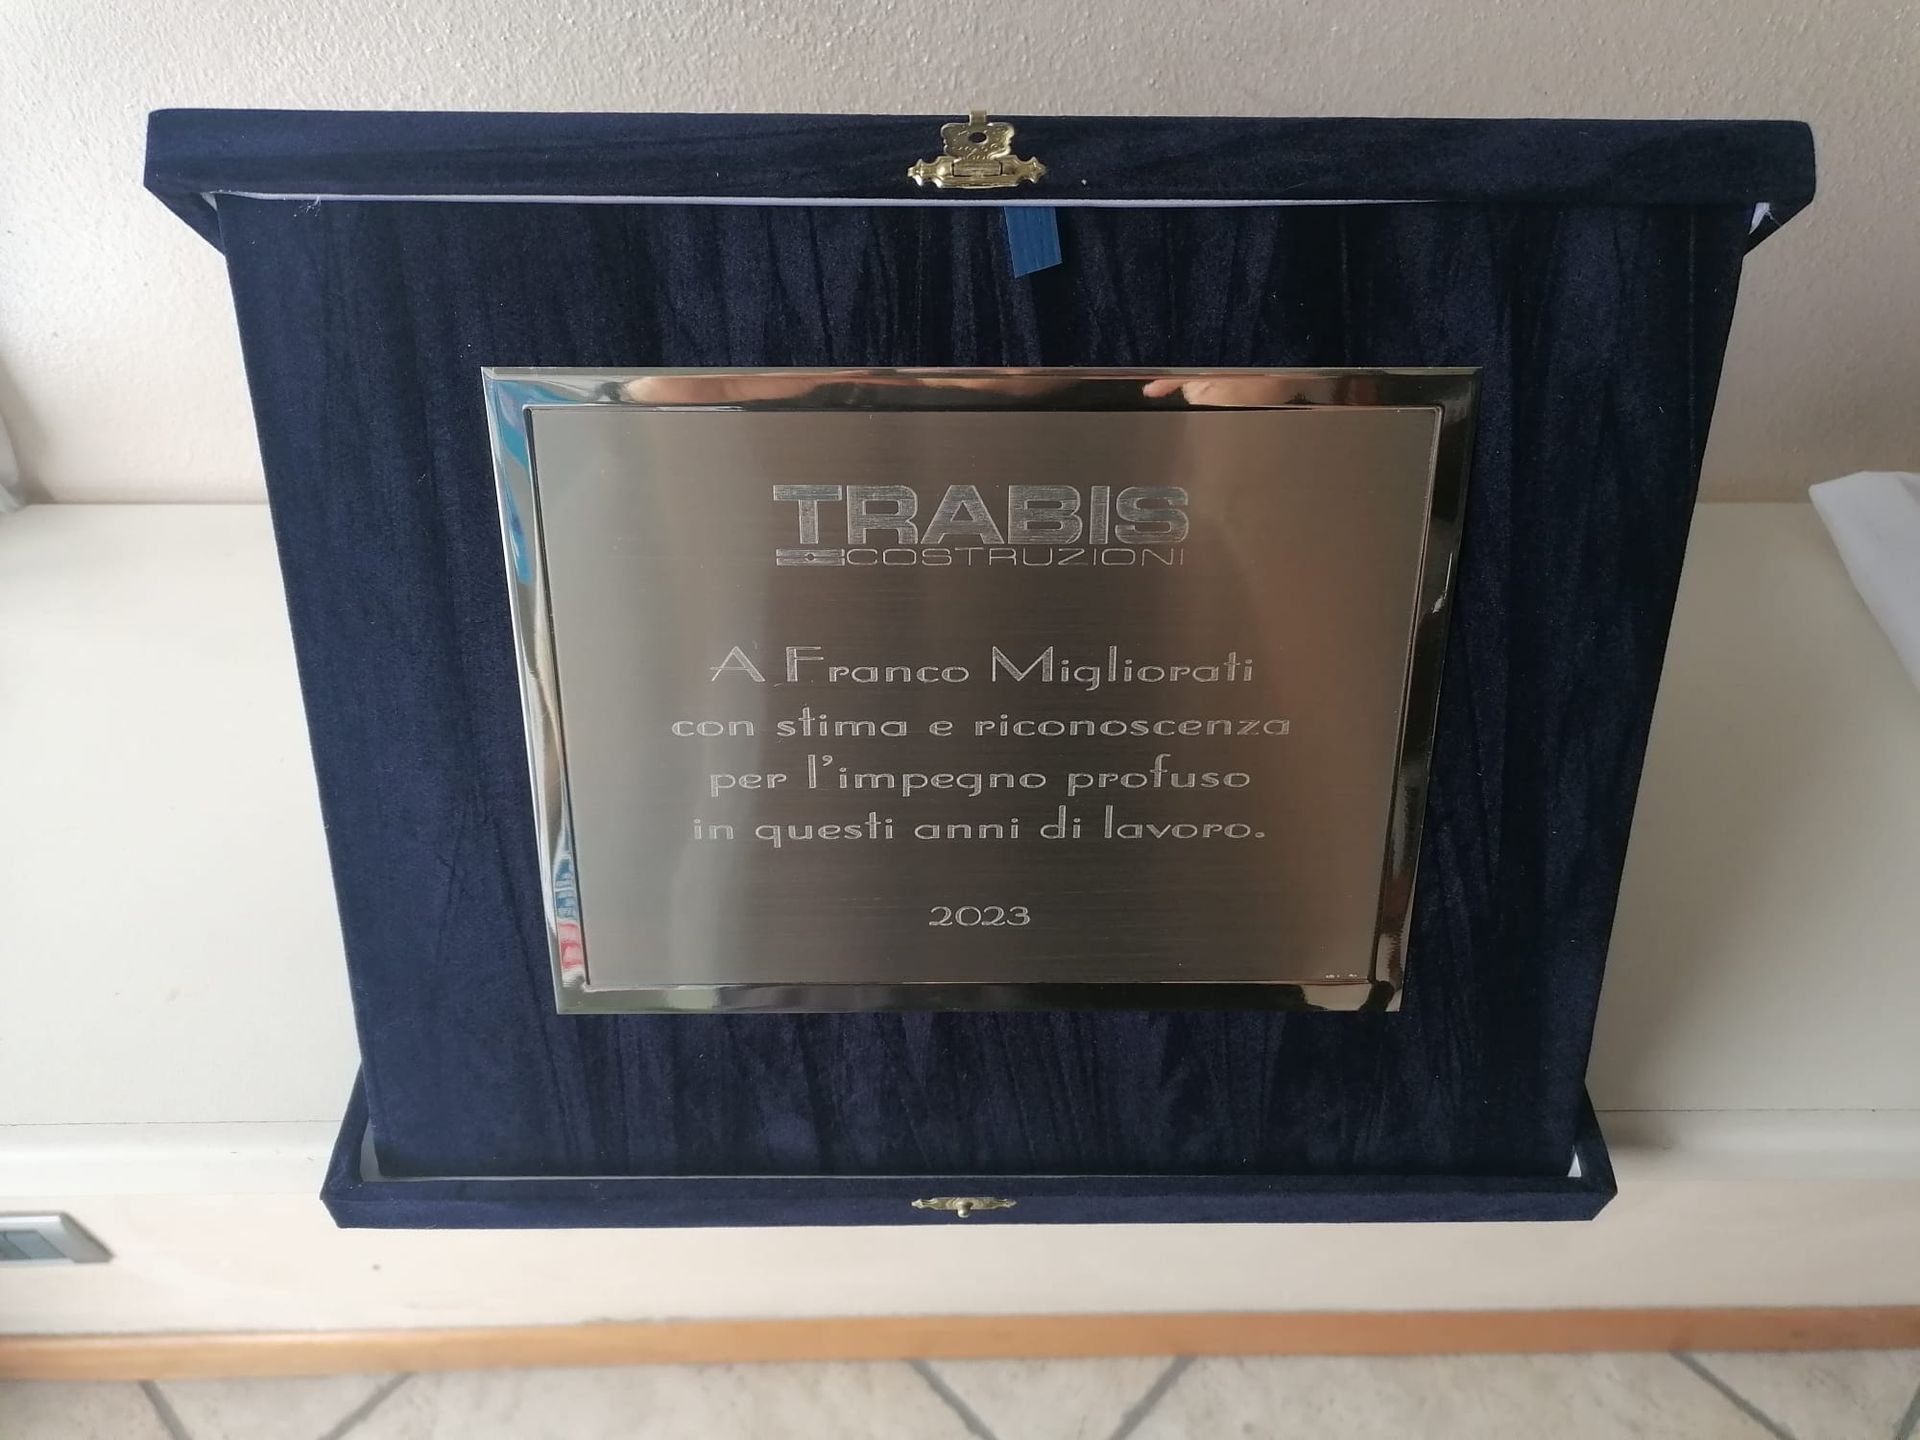 TRABIS
COSTRUZIONI
A Franco Migliorati
con stima e riconoscenza
per l'impegno profuso
in questi anni di lavoro.
2023